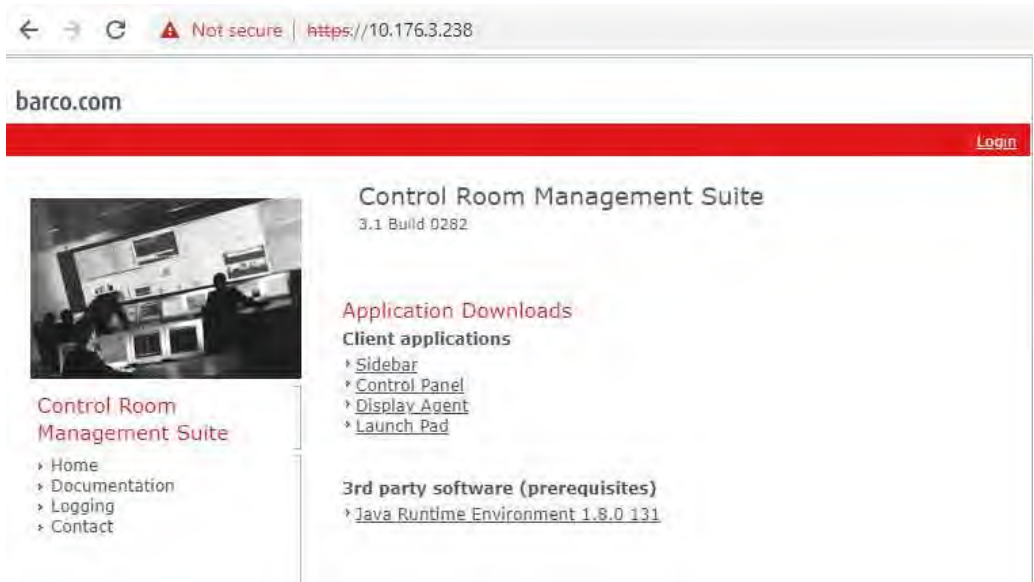 Not secure | https://10.176.3.238
barco.com
Login
Control Room Management Suite
3.1 Build 0282
Application Downloads
Client applications
Sidebar
Control Panel
Display Agent
Launch Pad
Control Room
Management Suite
Home
Documentation
Logging
Contact
3rd party software (prerequisites)
Java Runtime Environment 1.8.0 131